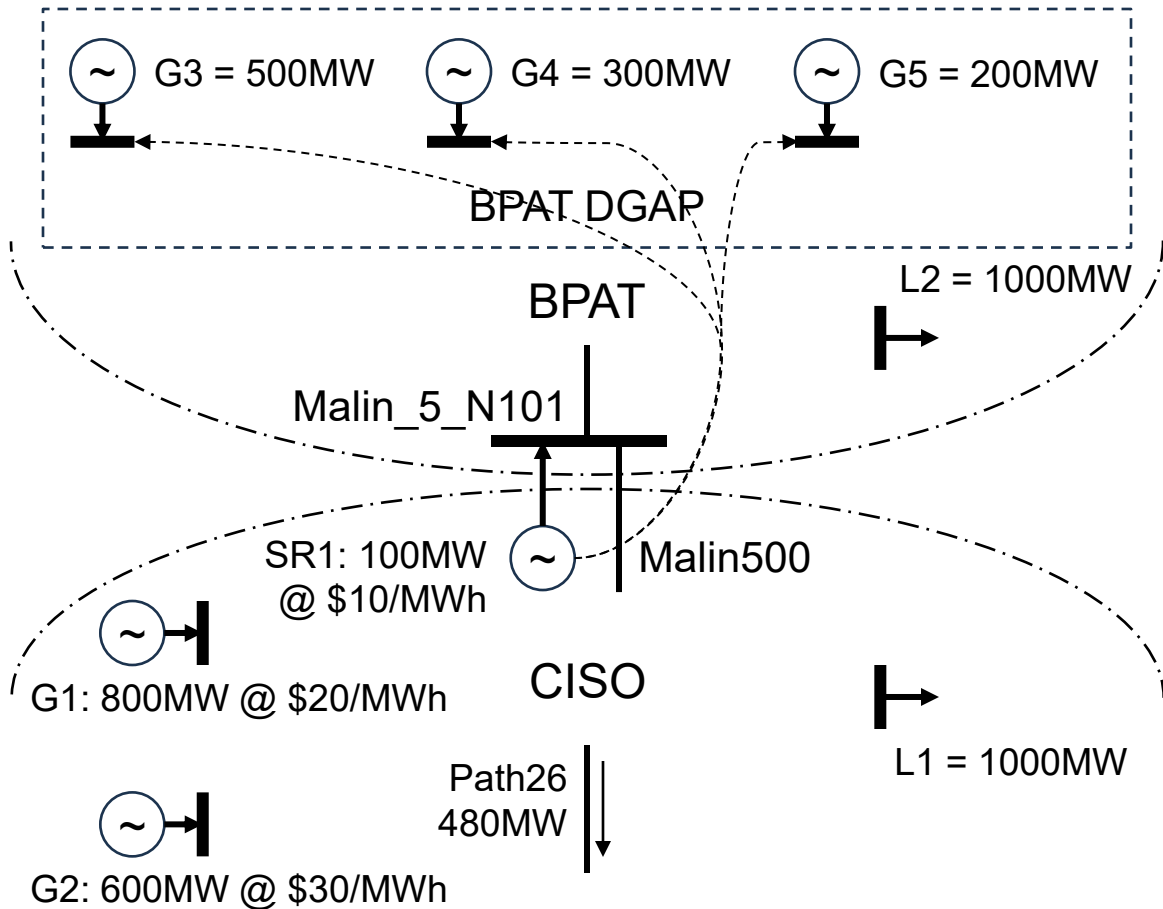 G3 = 500MW
G4 = 300MW
G5 = 200MW
BPAT DGAP
L2 = 1000MW
BPAT
Malin_5_N101
SR1: 100MW
@ $10/MWh
Malin500
CISO
G1: 800MW @ $20/MWh
L1 = 1000MW
Path26
480MW
G2: 600MW @ $30/MWh